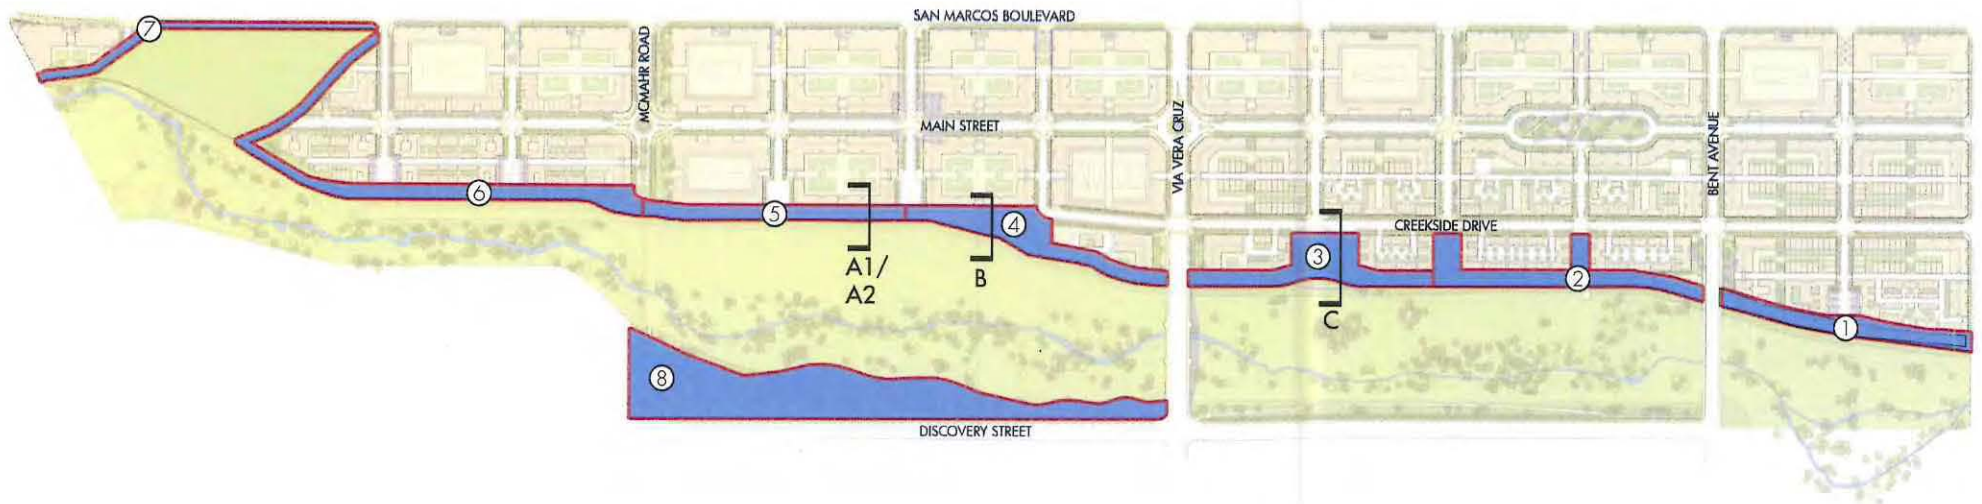 SAN MARCOS BOULEVARD
7
MCMAHR ROAD
MAIN STREET
VIA VERA CRUZ
BENT AVENUE
6
5
4
CREEKSIDE DRIVE
3
2
1
A1/
A2
B
C
8
DISCOVERY STREET